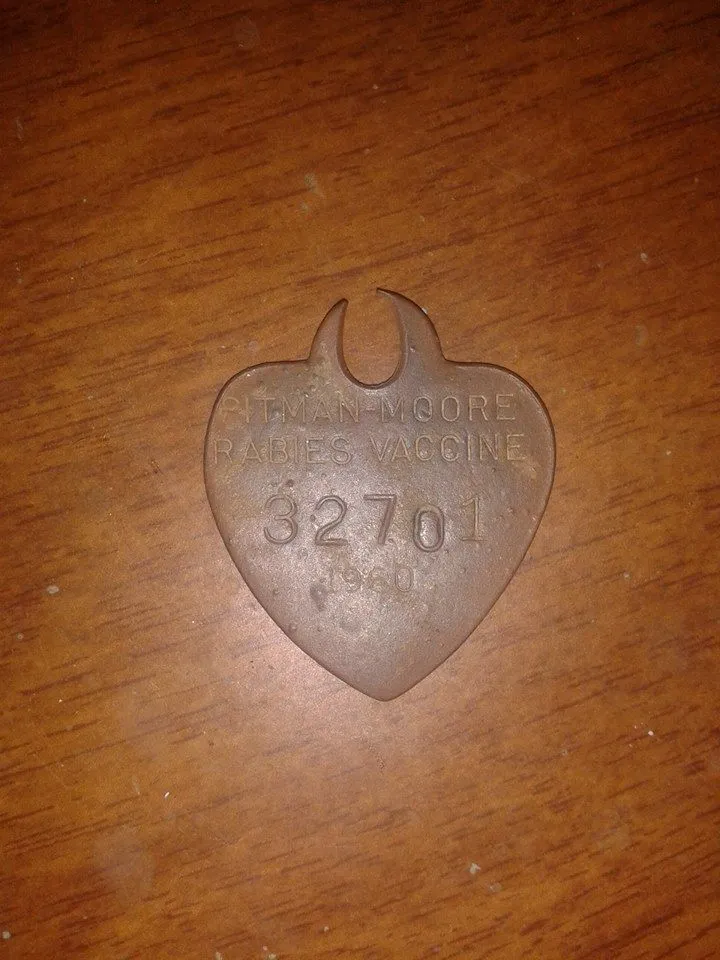 PITMAN-MOORE
RABIES VACCINE
32701
1960